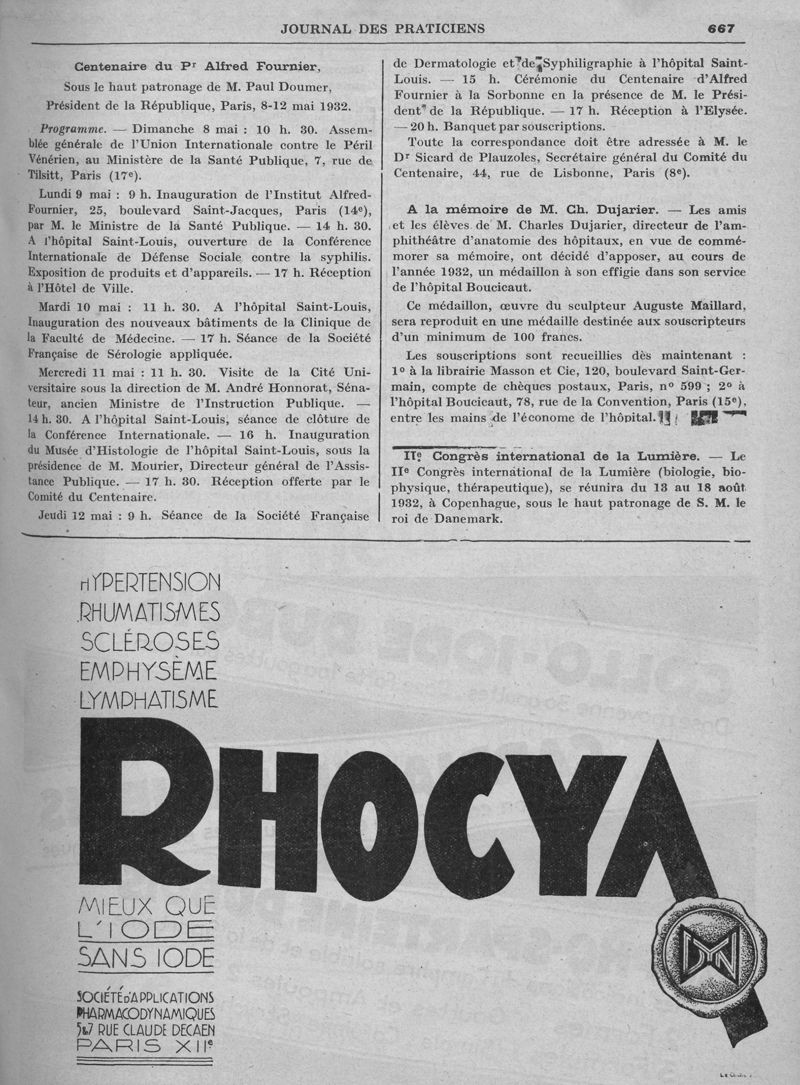 JOURNAL DES PRATICIENS 667
Centenaire du Pr Alfred Fournier,
Sous le haut patronage de M. Paul Doumer,
Président de la République, Paris, 8-12 mai 1932.
Programme. — Dimanche 8 mai : 10 h. 30. Assem-
blée générale de l'Union Internationale contre le Péril
Vénérien, au Ministère de la Santé Publique, 7, rue de
Tilsitt, Paris (17e).
Lundi 9 mai : 9 h. Inauguration de l'Institut Alfred-
Fournier, 25, boulevard Saint-Jacques, Paris (14e),
par M. le Ministre de la Santé Publique. — 14 h. 30.
A l'hôpital Saint-Louis, ouverture de la Conférence
Internationale de Défense Sociale contre la syphilis.
Exposition de produits et d'appareils. — 17 h. Réception
à l'Hôtel de Ville.
Mardi 10 mai : 11 h. 30. A l'hôpital Saint-Louis,
Inauguration des nouveaux bâtiments de la Clinique de
la Faculté de Médecine. — 17 h. Séance de la Société
Française de Sérologie appliquée.
Mercredi 11 mai : 11 h. 30. Visite de la Cité Uni-
versitaire sous la direction de M. André Honnorat, Séna-
teur, ancien Ministre de l'Instruction Publique. —
14 h. 30. A l'hôpital Saint-Louis, séance de clôture de
la Conférence Internationale. — 16 h. Inauguration
du Musée d'Histologie de l'hôpital Saint-Louis, sous la
présidence de M. Mourier, Directeur général de l'Assis-
tance Publique. — 17 h. 30. Réception offerte par le
Comité du Centenaire.
Jeudi 12 mai : 9 h. Séance de la Société Française
de Dermatologie et de Syphiligraphie à l'hôpital Saint-
Louis. — 15 h. Cérémonie du Centenaire d'Alfred
Fournier à la Sorbonne en la présence de M. le Prési-
dent de la République. — 17 h. Réception à l'Elysée.
— 20 h. Banquet par souscriptions.
Toute la correspondance doit être adressée à M. le
Dr Sicard de Plauzoles, Secrétaire général du Comité du
Centenaire, 44, rue de Lisbonne, Paris (8e).
A la mémoire de M. Ch. Dujarier. — Les amis
et les élèves de M. Charles Dujarier, directeur de l'am-
phithéâtre d'anatomie des hôpitaux, en vue de commé-
morer sa mémoire, ont décidé d'apposer, au cours de
l'année 1932, un médaillon à son effigie dans son service
de l'hôpital Boucicaut.
Ce médaillon, œuvre du sculpteur Auguste Maillard,
sera reproduit en une médaille destinée aux souscripteurs
d'un minimum de 100 francs.
Les souscriptions sont recueillies dès maintenant :
1o à la librairie Masson et Cie, 120, boulevard Saint-Ger-
main, compte de chèques postaux, Paris, no 599 ; 2o à
l'hôpital Boucicaut, 78, rue de la Convention, Paris (15e),
entre les mains de l'économe de l'hôpital.
IIe Congrès international de la Lumière. — Le
IIe Congrès international de la Lumière (biologie, bio-
physique, thérapeutique), se réunira du 13 au 18 août
1932, à Copenhague, sous le haut patronage de S. M. le
roi de Danemark.
HYPERTENSION
RHUMATISMES
SCLÉROSES
EMPHYSÈME
LYMPHATISME
RHOCYA
MIEUX QUE
L'IODE
SANS IODE
DYN
SOCIÉTÉ D'APPLICATIONS
PHARMACODYNAMIQUES
5&7 RUE CLAUDE DECAEN
PARIS XIIe